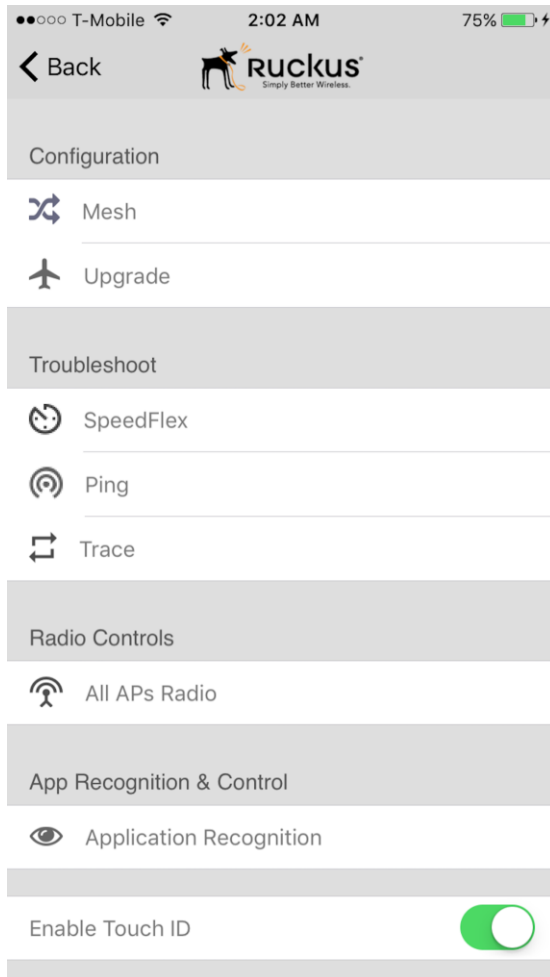 T-Mobile 2:02 AM 75%
Back
Ruckus®
Simply Better Wireless.
Configuration
Mesh
Upgrade
Troubleshoot
SpeedFlex
Ping
Trace
Radio Controls
All APs Radio
App Recognition & Control
Application Recognition
Enable Touch ID